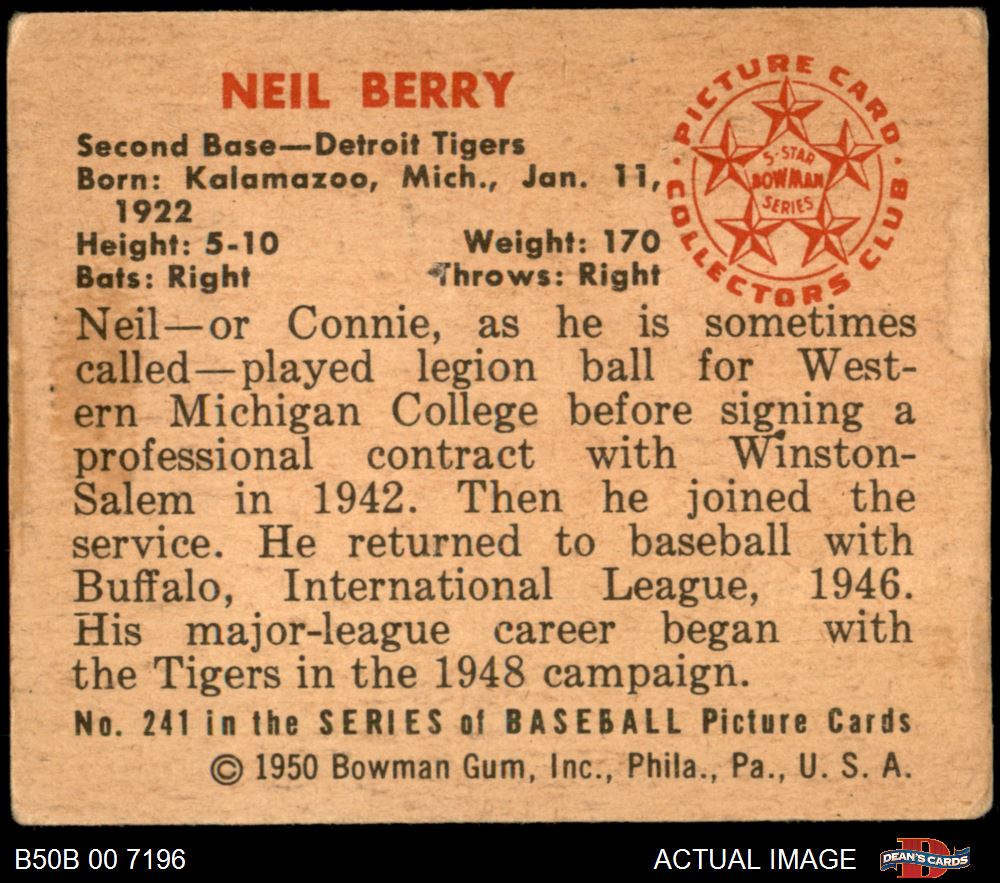 NEIL BERRY
Second Base—Detroit Tigers
Born: Kalamazoo, Mich., Jan. 11,
1922
Height: 5-10 Weight: 170
Bats: Right Throws: Right
PICTURE CARD
COLLECTORS CLUB
5-STAR
BOWMAN
SERIES
Neil—or Connie, as he is sometimes
called—played legion ball for West-
ern Michigan College before signing a
professional contract with Winston-
Salem in 1942. Then he joined the
service. He returned to baseball with
Buffalo, International League, 1946.
His major-league career began with
the Tigers in the 1948 campaign.
No. 241 in the SERIES of BASEBALL Picture Cards
© 1950 Bowman Gum, Inc., Phila., Pa., U. S. A.
B50B 00 7196 ACTUAL IMAGE
DEAN'S CARDS